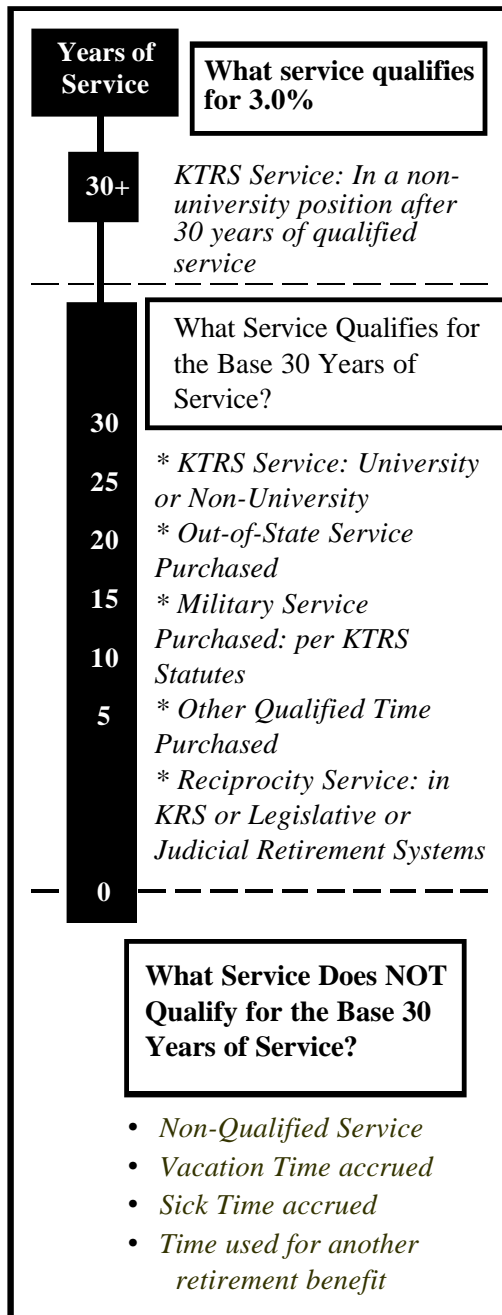 Years of
Service
What service qualifies
for 3.0%
30+
KTRS Service: In a non-
university position after
30 years of qualified
service
What Service Qualifies for
the Base 30 Years of
Service?
30
25
20
15
10
5
0
* KTRS Service: University
or Non-University
* Out-of-State Service
Purchased
* Military Service
Purchased: per KTRS
Statutes
* Other Qualified Time
Purchased
* Reciprocity Service: in
KRS or Legislative or
Judicial Retirement Systems
What Service Does NOT
Qualify for the Base 30
Years of Service?
• Non-Qualified Service
• Vacation Time accrued
• Sick Time accrued
• Time used for another
retirement benefit